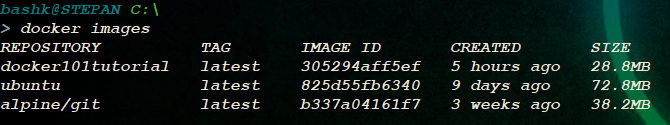 bashk@STEPAN C:\
> docker images
REPOSITORY TAG IMAGE ID CREATED SIZE
docker101tutorial latest 305294aff5ef 5 hours ago 28.8MB
ubuntu latest 825d55fb6340 9 days ago 72.8MB
alpine/git latest b337a04161f7 3 weeks ago 38.2MB